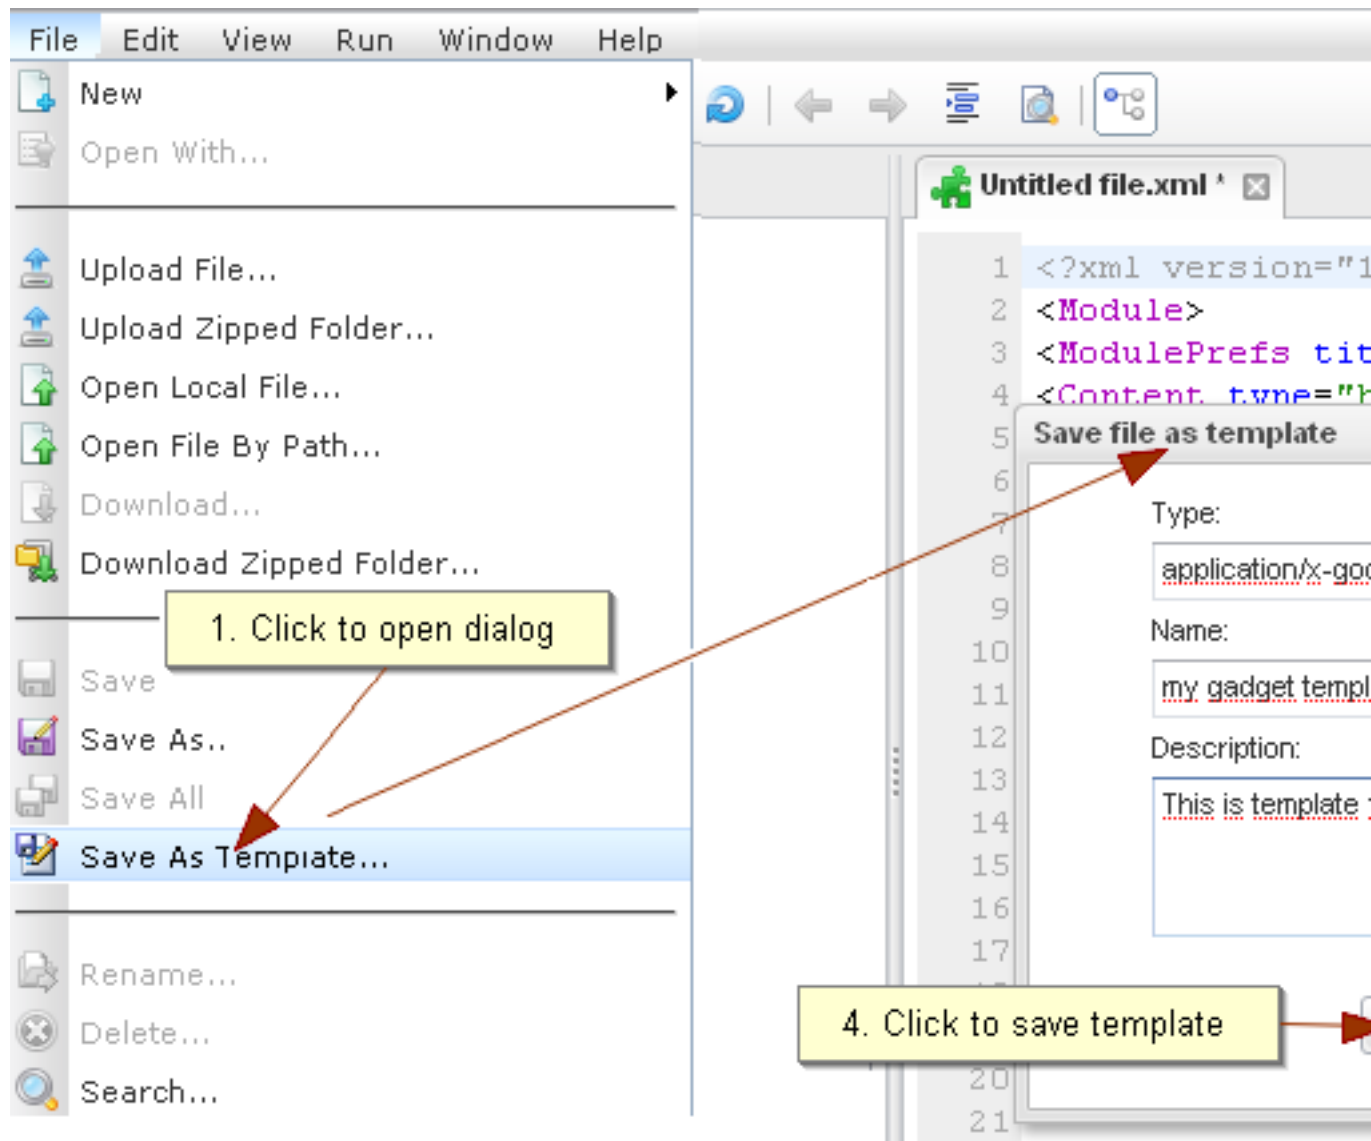 File Edit View Run Window Help
New
Open With...
Upload File...
Upload Zipped Folder...
Open Local File...
Open File By Path...
Download...
Download Zipped Folder...
1. Click to open dialog
Save
Save As..
Save All
Save As Template...
Rename...
Delete...
Search...
Untitled file.xml *
1 <?xml version="1
2 <Module>
3 <ModulePrefs tit
4 <Content type="h
5
6
7
8
9
10
11
12
13
14
15
16
17
20
21
Save file as template
Type:
application/x-goo
Name:
my gadget templ
Description:
This is template
4. Click to save template